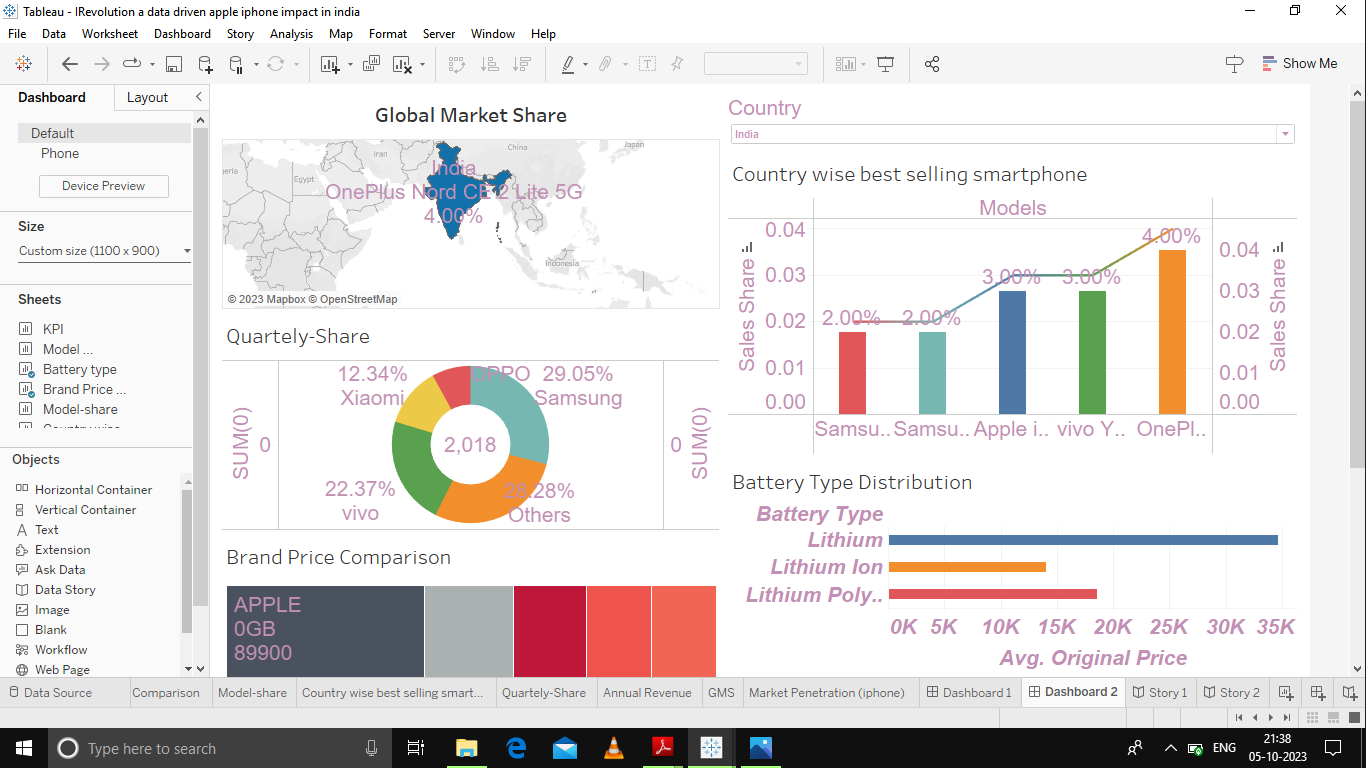 Tableau - IRevolution a data driven apple iphone impact in india
File Data Worksheet Dashboard Story Analysis Map Format Server Window Help
Show Me
Dashboard Layout
Default
Phone
Device Preview
Size
Custom size (1100 x 900)
Sheets
KPI
Model ...
Battery type
Brand Price ...
Model-share
Objects
Horizontal Container
Vertical Container
Text
Extension
Ask Data
Data Story
Image
Blank
Workflow
Web Page
Global Market Share
Iran
China
Japan
Egypt
India
OnePlus Nord CE 2 Lite 5G
4.00%
Indonesia
© 2023 Mapbox © OpenStreetMap
Quartely-Share
12.34%
Xiaomi
OPPO
29.05%
Samsung
SUM(0)
0
2,018
0
SUM(0)
22.37%
vivo
28.28%
Others
Brand Price Comparison
APPLE
0GB
89900
Country
India
Country wise best selling smartphone
Models
Sales Share
0.04
0.03
0.02
0.01
0.00
2.00% 2.00% 3.00% 3.00% 4.00%
0.04
0.03
0.02
0.01
0.00
Sales Share
Samsu.. Samsu.. Apple i.. vivo Y.. OnePl..
Battery Type Distribution
Battery Type
Lithium
Lithium Ion
Lithium Poly..
0K 5K 10K 15K 20K 25K 30K 35K
Avg. Original Price
Data Source Comparison Model-share Country wise best selling smart... Quartely-Share Annual Revenue GMS Market Penetration (iphone) Dashboard 1 Dashboard 2 Story 1 Story 2
Type here to search
ENG
21:38
05-10-2023